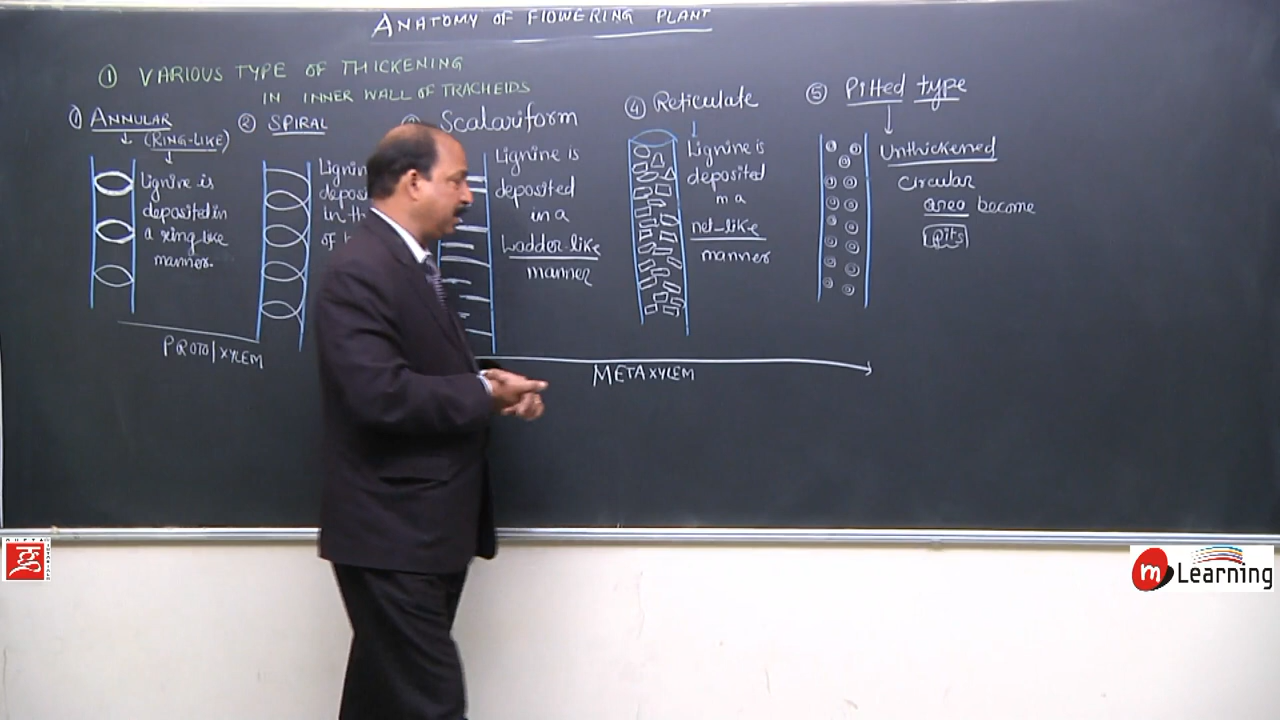 ANATOMY OF FLOWERING PLANT
① VARIOUS TYPE OF THICKENING
IN INNER WALL OF TRACHEIDS
① ANNULAR
(RING-LIKE)
Lignine is
deposited in
a ring like
manner.
② SPIRAL
of
PROTO/XYLEM
Scalariform
Lignine is
deposited
in a
Ladder-like
manner
④ Reticulate
Lignine is
deposited
in a
net-like
manner
METAXYLEM
⑤ Pitted type
Unthickened
Circular
area become
pits
m Learning